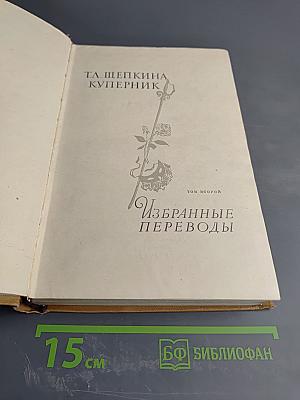 Т.Л. ЩЕПКИНА
КУПЕРНИК
ТОМ ВТОРОЙ
ИЗБРАННЫЕ
ПЕРЕВОДЫ
15 СМ
БФ БИБЛИОФАН